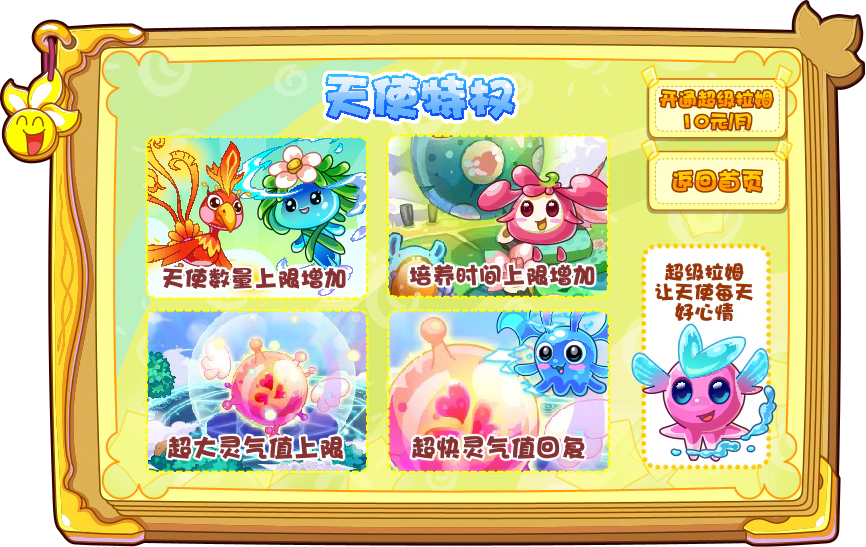 天使特权
开通超级拉姆
10元/月
返回首页
天使数量上限增加
培养时间上限增加
超级拉姆
让天使每天
好心情
超大灵气值上限
超快灵气值回复